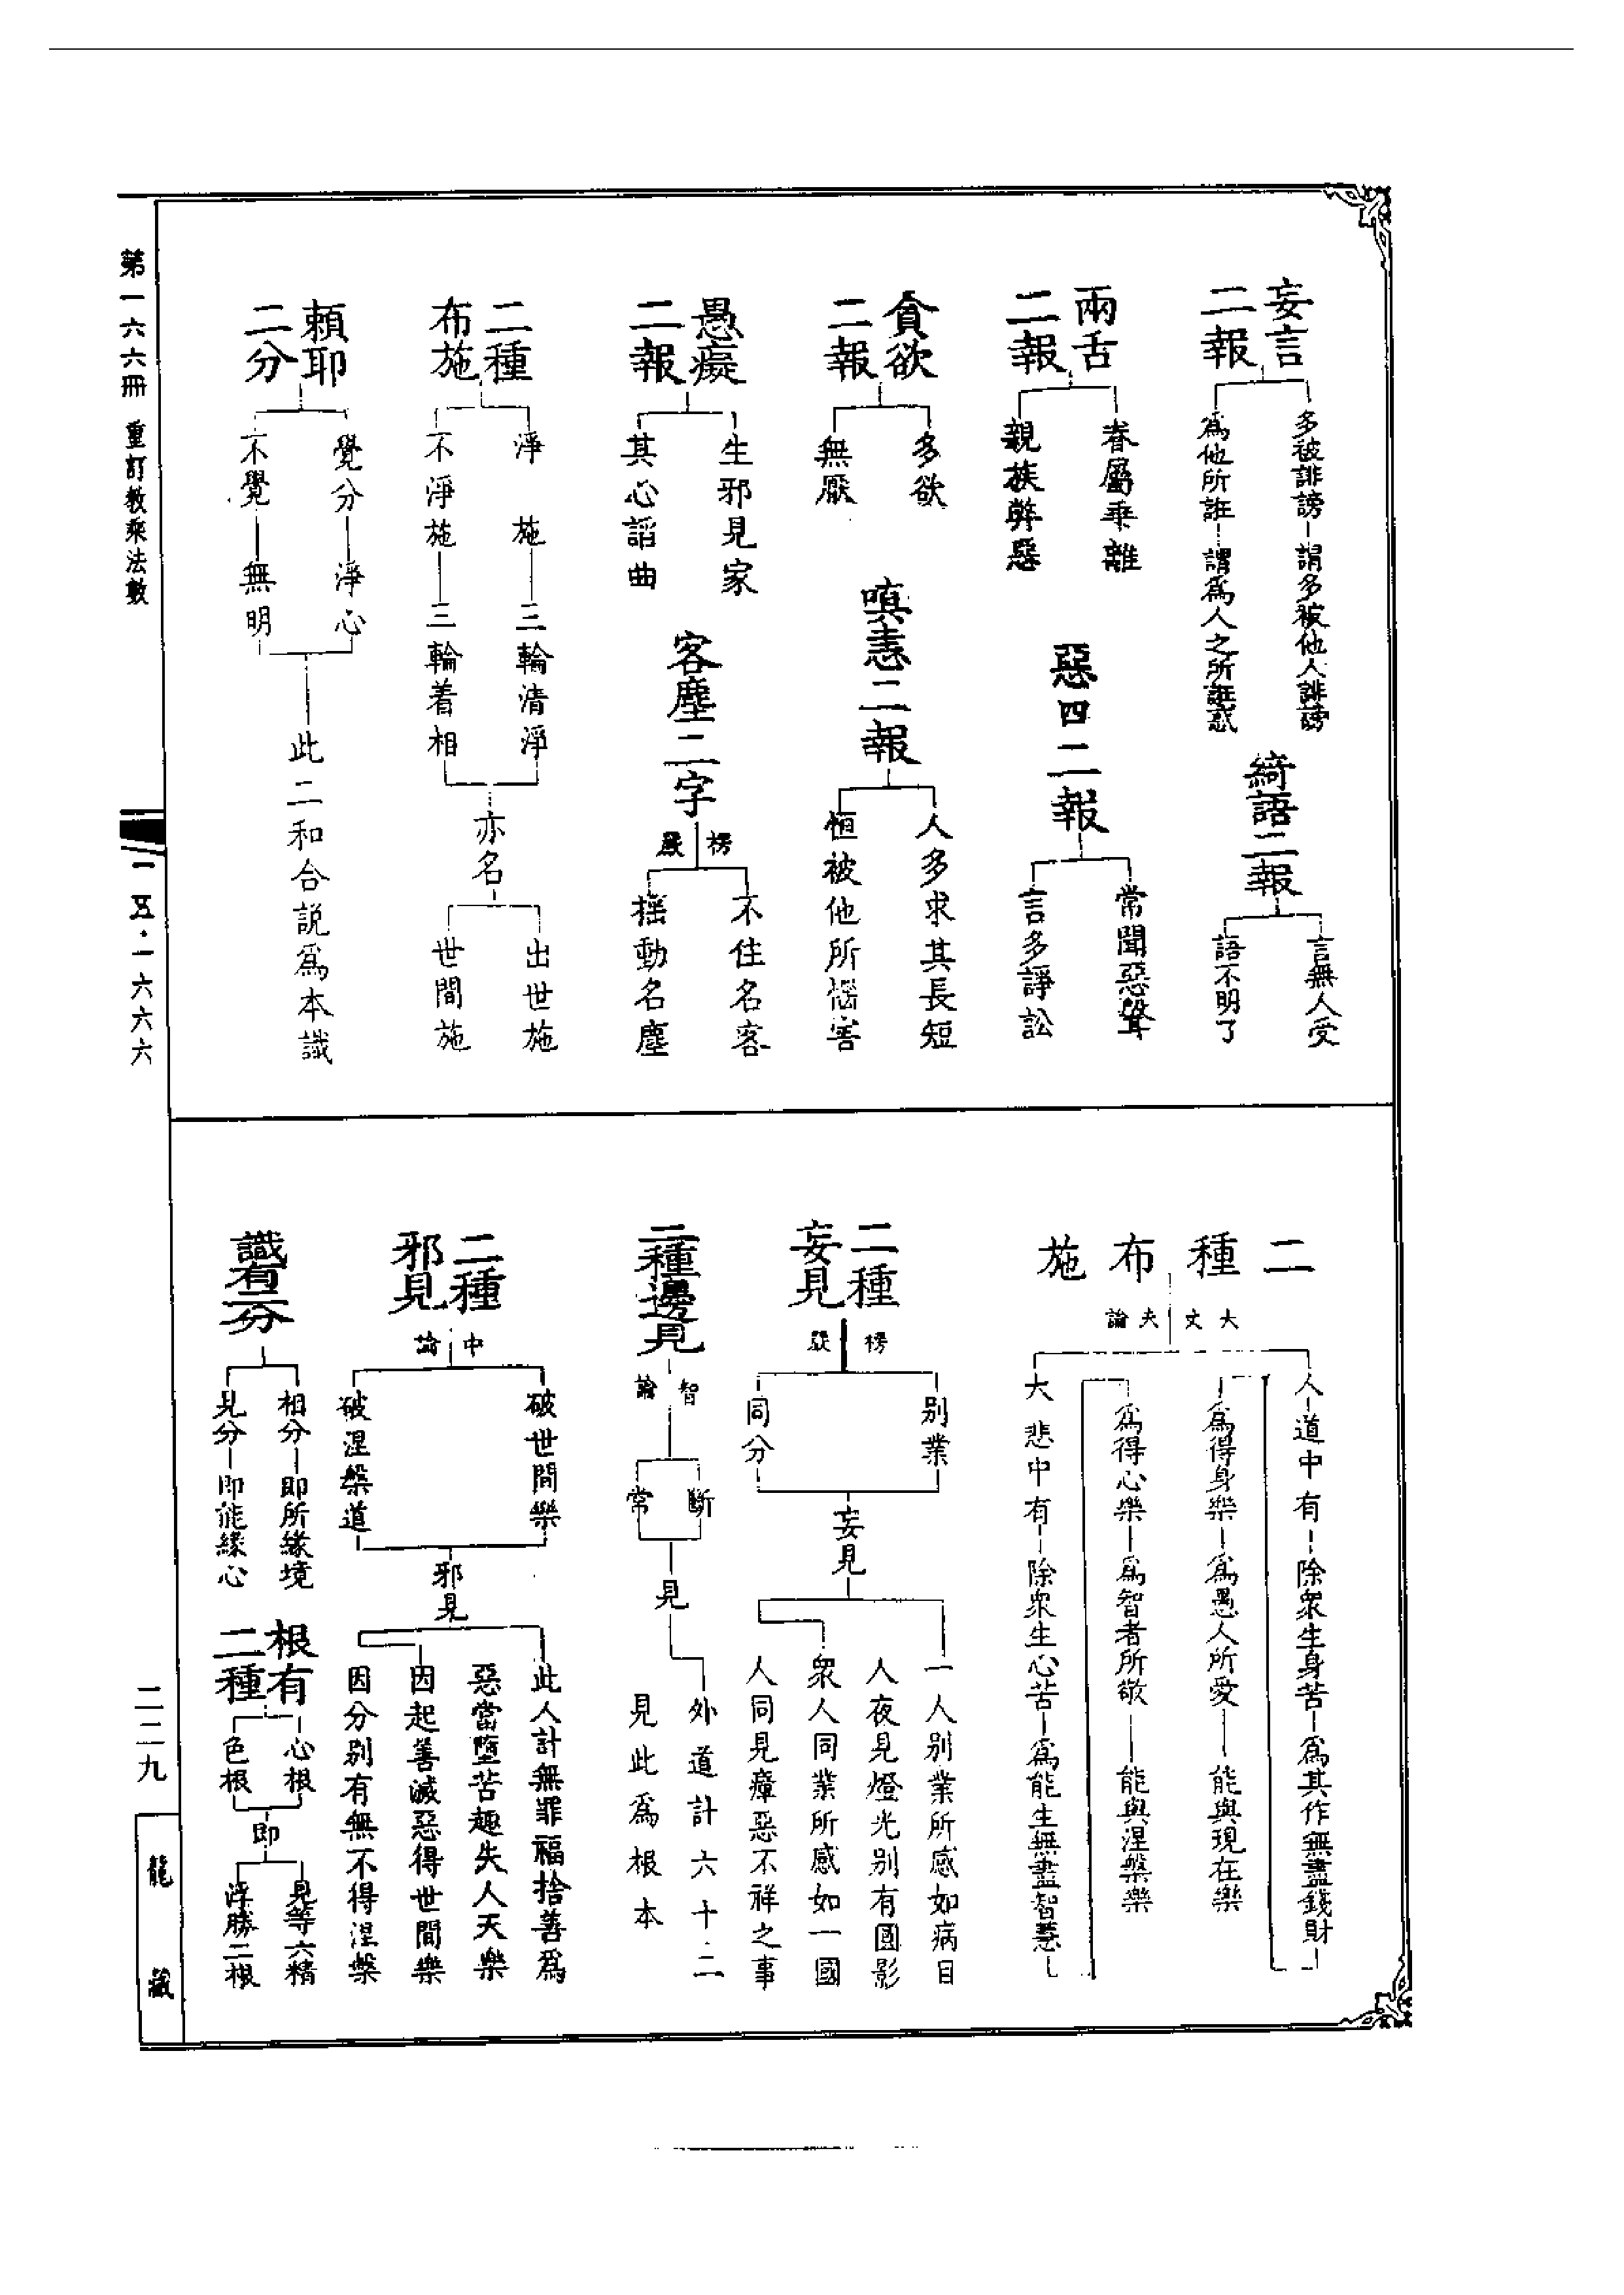 妄言
二報
多被誹謗 謂多被他人誹謗
為他所誑 謂為人之所誑惑
綺語二報
言無人受
語不明了
兩舌
二報
眷屬乖離
親族弊惡
惡四二報
常聞惡聲
言多諍訟
貪欲
二報
多欲
無厭
嗔恚二報
人多求其長短
恒被他所惱害
愚癡
二報
生邪見家
其心諂曲
客塵二字
楞
嚴
不住名客
搖動名塵
二種
布施
淨施 三輪清淨
不淨施 三輪着相
亦名
出世施
世間施
賴耶
二分
覺分 淨心
不覺 無明
此二和合説為本識
二種布施
大丈夫論
人道中有 除衆生身苦 為其作無盡錢財
為得身樂 為愚人所愛 能與現在樂
為得心樂 為智者所敬 能與涅槃樂
大悲中有 除衆生心苦 為能生無盡智慧
二種
妄見
楞
嚴
別業
同分
妄見
一人別業所感如病目
人夜見燈光別有圓影
衆人同業所感如一國
人同見瘴惡不祥之事
二種邊見
智
論
斷
常
見
外道計六十二
見此為根本
二種
邪見
中
論
破世間樂
破涅槃道
邪見
此人計無罪福捨善為
惡當墮苦趣失人天樂
因起善滅惡得世間樂
因分別有無不得涅槃
識有二分
相分 即所緣境
見分 即能緣心
根有
二種
心根
色根
即
見等六精
浮勝二根
第一六六冊 重訂教乘法數
一五·一六六六
二二九
龍藏